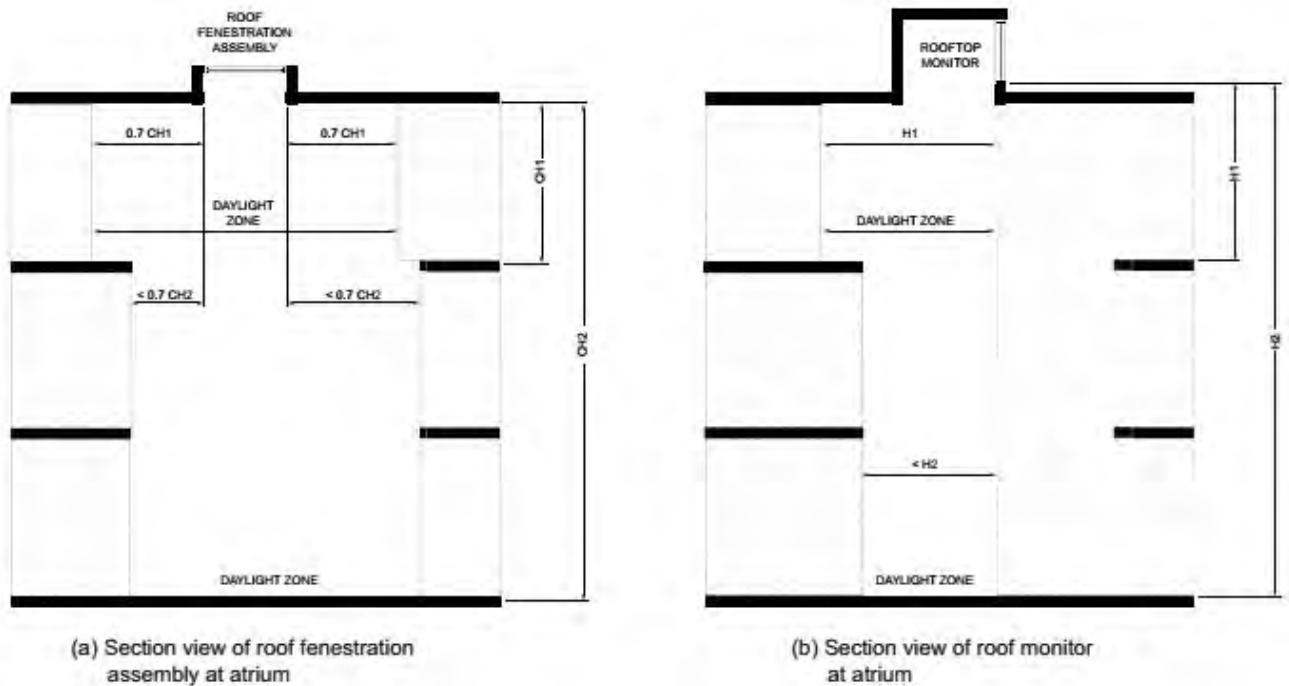 ROOF
FENESTRATION
ASSEMBLY
0.7 CH1
0.7 CH1
CH1
DAYLIGHT
ZONE
< 0.7 CH2
< 0.7 CH2
CH2
DAYLIGHT ZONE
(a) Section view of roof fenestration
assembly at atrium
ROOFTOP
MONITOR
H1
H1
DAYLIGHT ZONE
H2
< H2
DAYLIGHT ZONE
(b) Section view of roof monitor
at atrium